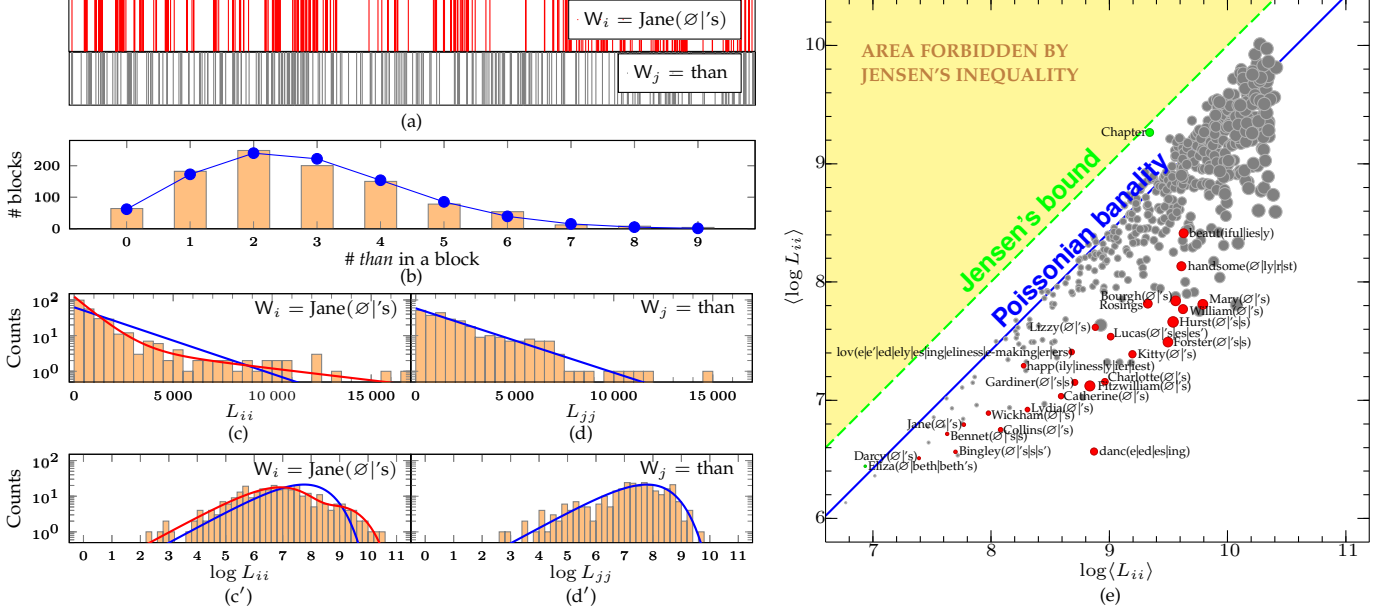 W_i = Jane(∅|'s)
W_j = than
(a)
# blocks
200
100
0
0 1 2 3 4 5 6 7 8 9
# than in a block
(b)
Counts
10^2
10^1
10^0
W_i = Jane(∅|'s)
W_j = than
5 000 10 000 15 000
5 000 10 000 15 000
L_ii
L_jj
(c)
(d)
Counts
10^2
10^1
10^0
W_i = Jane(∅|'s)
W_j = than
0 1 2 3 4 5 6 7 8 9 10 11
0 1 2 3 4 5 6 7 8 9 10 11
log L_ii
log L_jj
(c′)
(d′)
⟨log L_ii⟩
10
9
8
7
6
AREA FORBIDDEN BY
JENSEN'S INEQUALITY
Jensen's bound
Poissonian banality
Chapter
beaut(iful|ies|y)
handsome(∅|ly|r|st)
Bourgh(∅|'s)
Mary(∅|'s)
Rosings
William(∅|'s)
Hurst(∅|'s|s)
Lizzy(∅|'s)
Lucas(∅|'s|es|es')
Forster(∅|'s|s)
lov(e|e'|ed|ely|es|ing|eliness|e-making|er|ers)
Kitty(∅|'s)
happ(ily|iness|y|ier|iest)
Charlotte(∅|'s)
Gardiner(∅|'s|s)
Fitzwilliam(∅|'s)
Catherine(∅|'s)
Lydia(∅|'s)
Wickham(∅|'s)
Jane(∅|'s)
Collins(∅|'s)
Bennet(∅|'s|s)
Bingley(∅|'s|s|s')
danc(e|ed|es|ing)
Darcy(∅|'s)
Eliza(∅|beth|beth's)
7 8 9 10 11
log⟨L_ii⟩
(e)